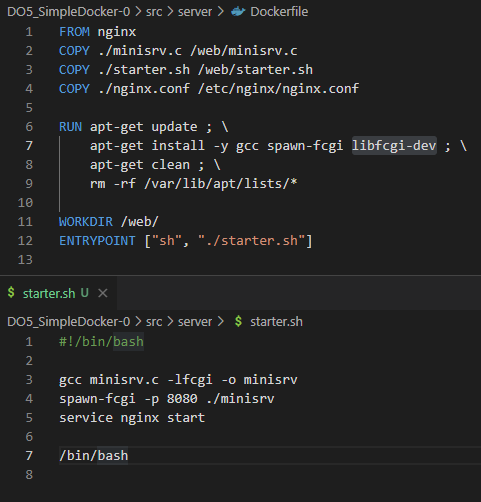 DO5_SimpleDocker-0 > src > server > Dockerfile
1 FROM nginx
2 COPY ./minisrv.c /web/minisrv.c
3 COPY ./starter.sh /web/starter.sh
4 COPY ./nginx.conf /etc/nginx/nginx.conf
5
6 RUN apt-get update ; \
7 apt-get install -y gcc spawn-fcgi libfcgi-dev ; \
8 apt-get clean ; \
9 rm -rf /var/lib/apt/lists/*
10
11 WORKDIR /web/
12 ENTRYPOINT ["sh", "./starter.sh"]
13
$ starter.sh U ×
DO5_SimpleDocker-0 > src > server > $ starter.sh
1 #!/bin/bash
2
3 gcc minisrv.c -lfcgi -o minisrv
4 spawn-fcgi -p 8080 ./minisrv
5 service nginx start
6
7 /bin/bash
8